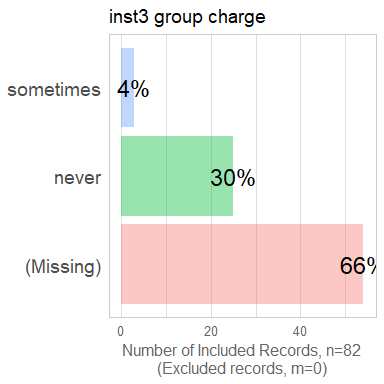 inst3 group charge
sometimes
4%
never
30%
(Missing)
66%
0 20 40
Number of Included Records, n=82
(Excluded records, m=0)